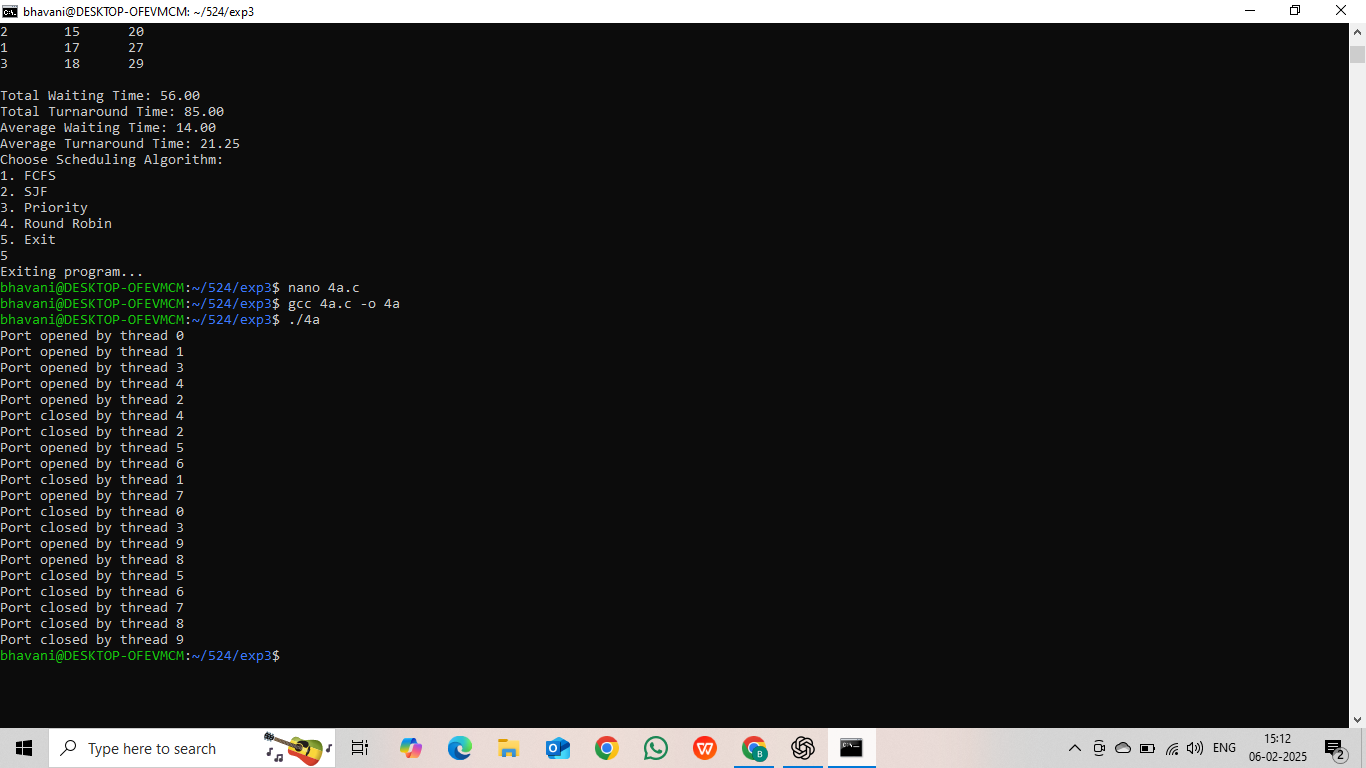 bhavani@DESKTOP-OFEVMCM: ~/524/exp3
2       15      20
1       17      27
3       18      29
Total Waiting Time: 56.00
Total Turnaround Time: 85.00
Average Waiting Time: 14.00
Average Turnaround Time: 21.25
Choose Scheduling Algorithm:
1. FCFS
2. SJF
3. Priority
4. Round Robin
5. Exit
5
Exiting program...
bhavani@DESKTOP-OFEVMCM:~/524/exp3$ nano 4a.c
bhavani@DESKTOP-OFEVMCM:~/524/exp3$ gcc 4a.c -o 4a
bhavani@DESKTOP-OFEVMCM:~/524/exp3$ ./4a
Port opened by thread 0
Port opened by thread 1
Port opened by thread 3
Port opened by thread 4
Port opened by thread 2
Port closed by thread 4
Port closed by thread 2
Port opened by thread 5
Port opened by thread 6
Port closed by thread 1
Port opened by thread 7
Port closed by thread 0
Port closed by thread 3
Port opened by thread 9
Port opened by thread 8
Port closed by thread 5
Port closed by thread 6
Port closed by thread 7
Port closed by thread 8
Port closed by thread 9
bhavani@DESKTOP-OFEVMCM:~/524/exp3$
Type here to search
ENG
15:12
06-02-2025
2